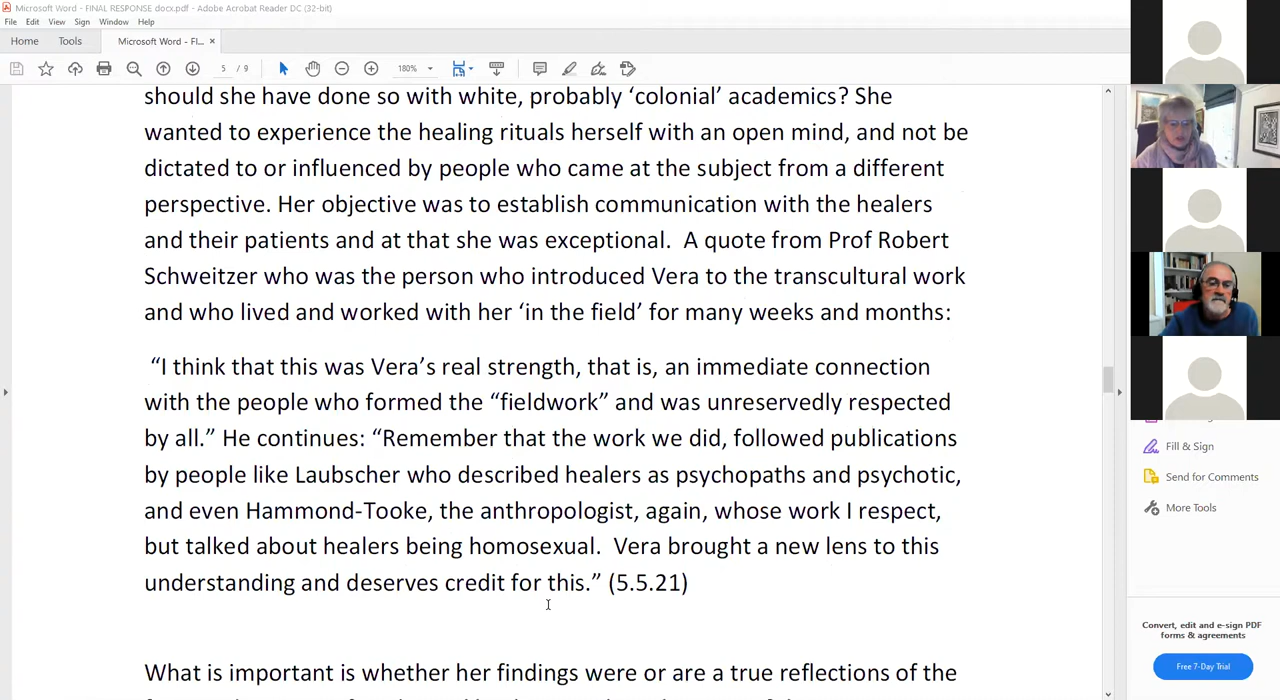 Microsoft Word - FINAL RESPONSE docx.pdf - Adobe Acrobat Reader DC (32-bit)
File Edit View Sign Window Help
Home Tools Microsoft Word - Fl... ×
5 / 9 180%
should she have done so with white, probably ‘colonial’ academics? She
wanted to experience the healing rituals herself with an open mind, and not be
dictated to or influenced by people who came at the subject from a different
perspective. Her objective was to establish communication with the healers
and their patients and at that she was exceptional. A quote from Prof Robert
Schweitzer who was the person who introduced Vera to the transcultural work
and who lived and worked with her ‘in the field’ for many weeks and months:
“I think that this was Vera’s real strength, that is, an immediate connection
with the people who formed the “fieldwork” and was unreservedly respected
by all.” He continues: “Remember that the work we did, followed publications
by people like Laubscher who described healers as psychopaths and psychotic,
and even Hammond-Tooke, the anthropologist, again, whose work I respect,
but talked about healers being homosexual. Vera brought a new lens to this
understanding and deserves credit for this.” (5.5.21)
What is important is whether her findings were or are a true reflections of the
Fill & Sign
Send for Comments
More Tools
Convert, edit and e-sign PDF
forms & agreements
Free 7-Day Trial